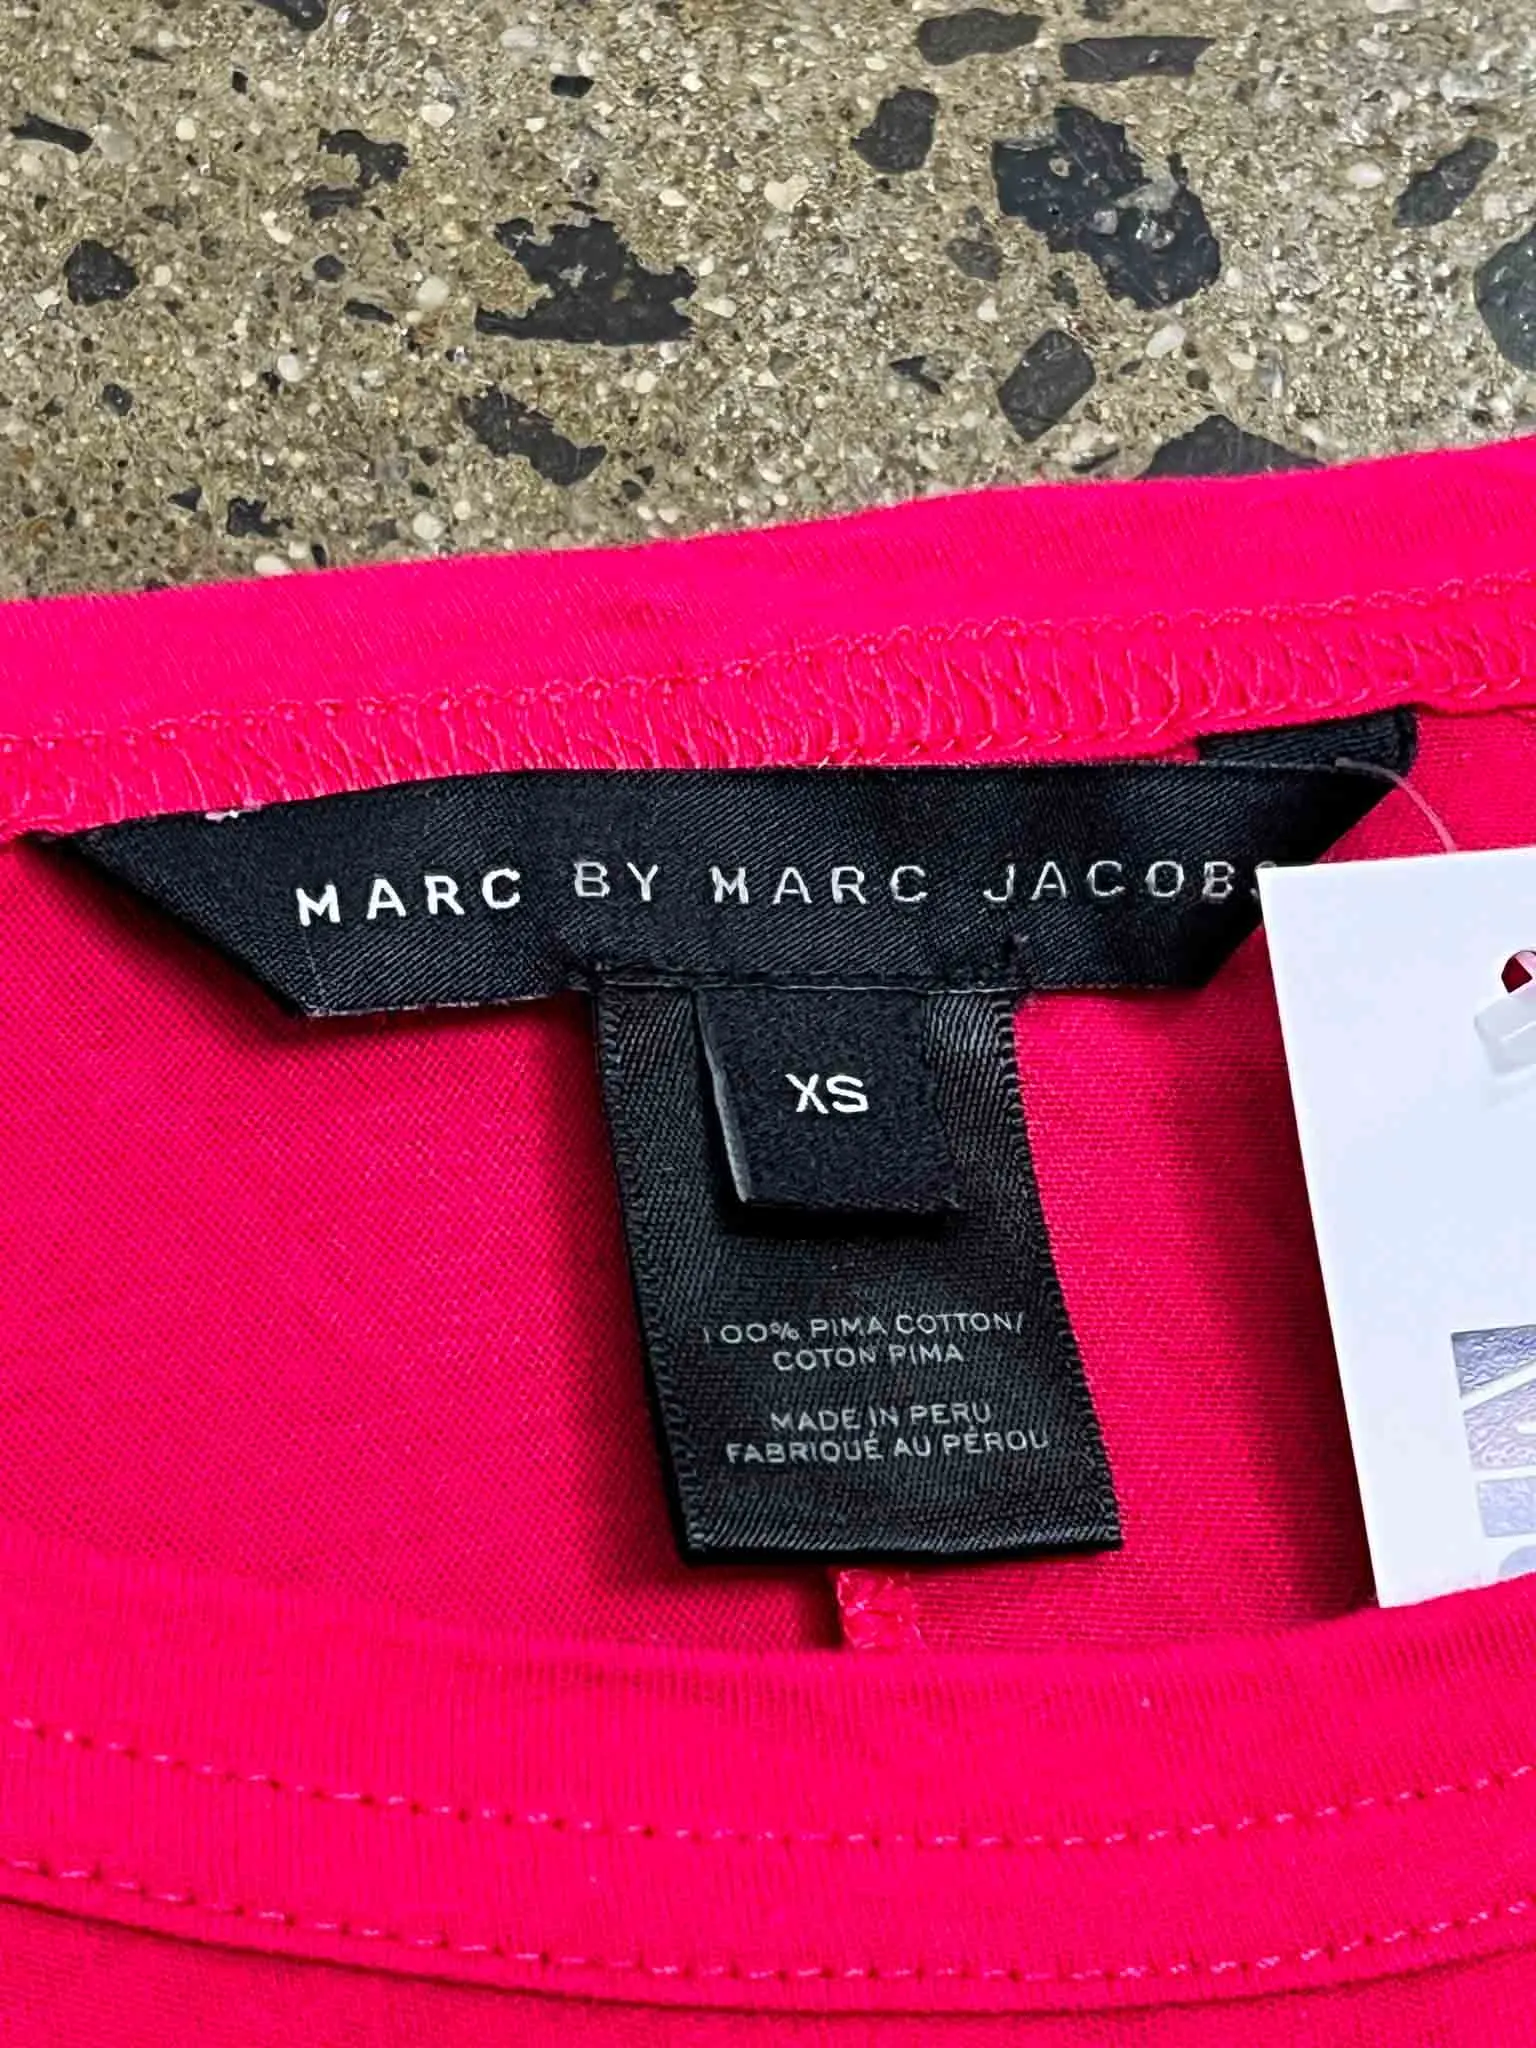 MARC BY MARC JACOBS
XS
100% PIMA COTTON/
COTON PIMA
MADE IN PERU
FABRIQUÉ AU PÉROU